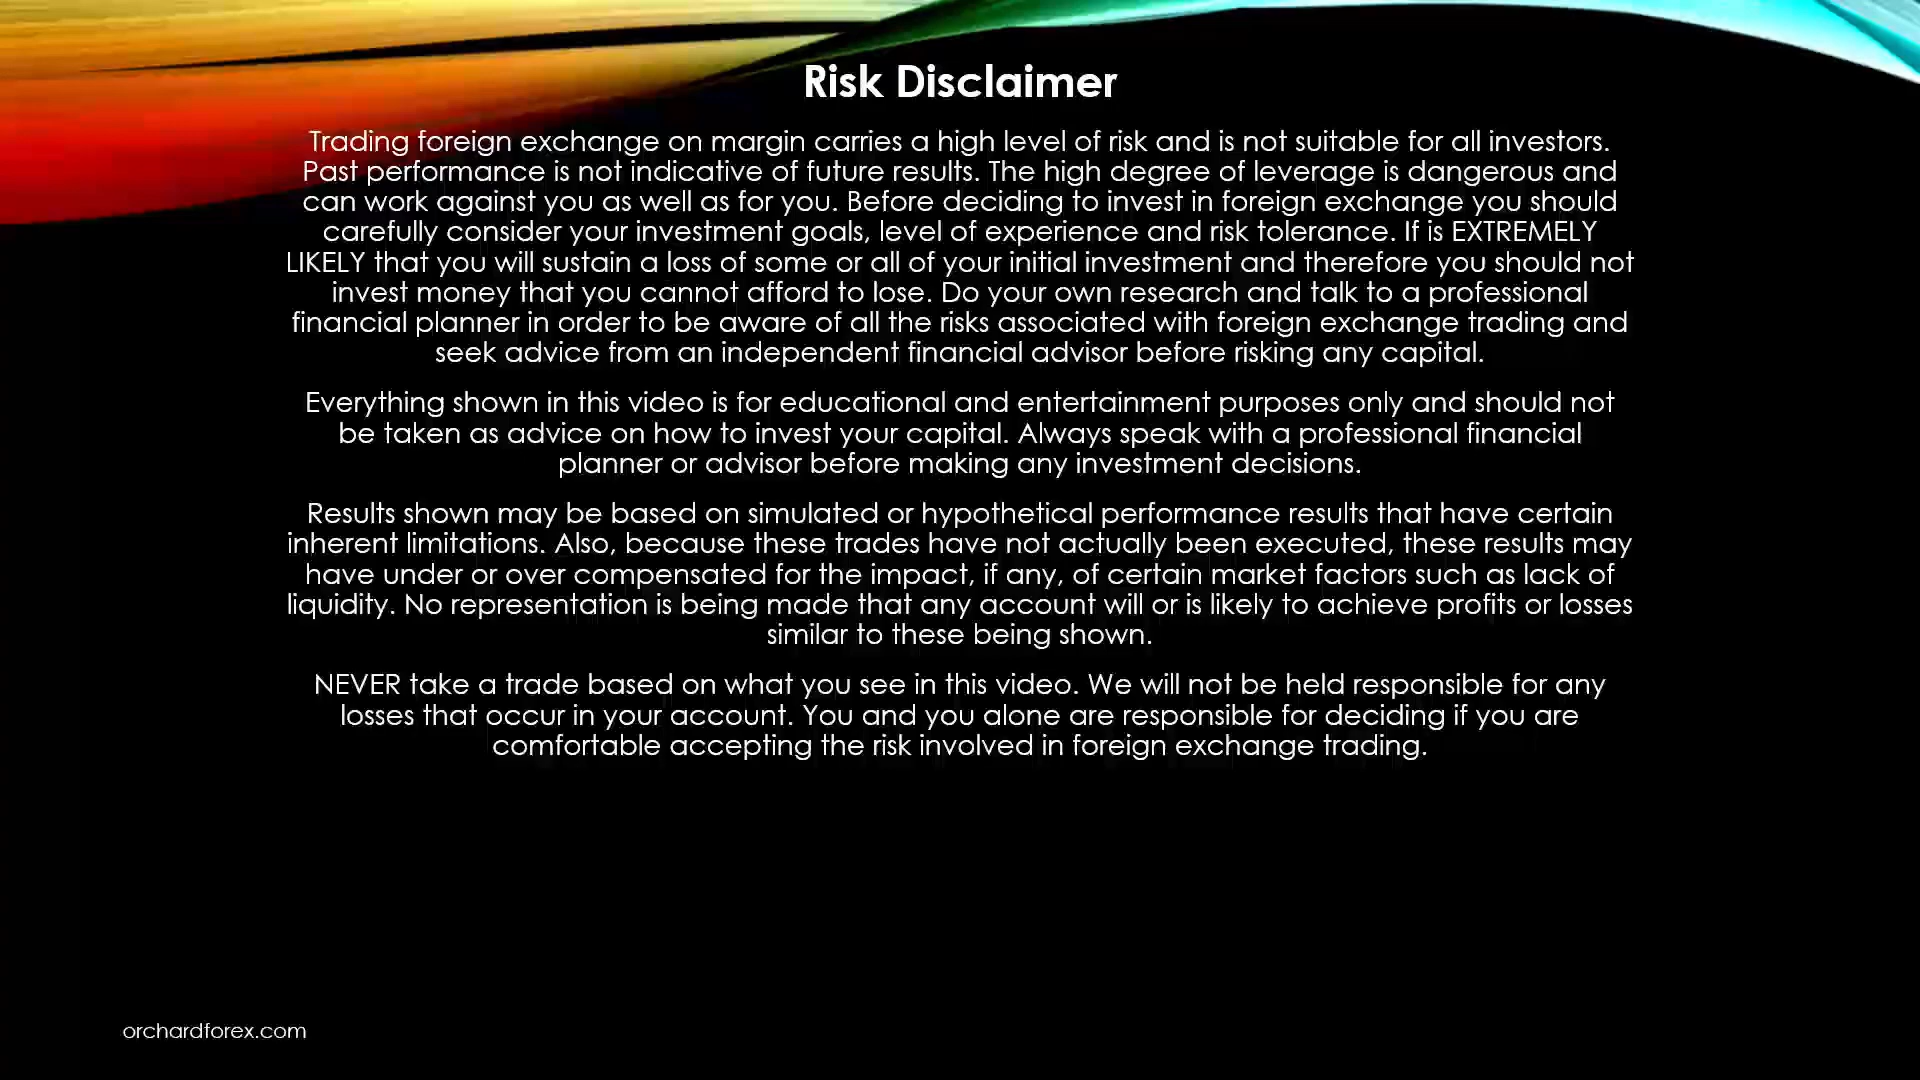 Risk Disclaimer
Trading foreign exchange on margin carries a high level of risk and is not suitable for all investors.
Past performance is not indicative of future results. The high degree of leverage is dangerous and
can work against you as well as for you. Before deciding to invest in foreign exchange you should
carefully consider your investment goals, level of experience and risk tolerance. If is EXTREMELY
LIKELY that you will sustain a loss of some or all of your initial investment and therefore you should not
invest money that you cannot afford to lose. Do your own research and talk to a professional
financial planner in order to be aware of all the risks associated with foreign exchange trading and
seek advice from an independent financial advisor before risking any capital.
Everything shown in this video is for educational and entertainment purposes only and should not
be taken as advice on how to invest your capital. Always speak with a professional financial
planner or advisor before making any investment decisions.
Results shown may be based on simulated or hypothetical performance results that have certain
inherent limitations. Also, because these trades have not actually been executed, these results may
have under or over compensated for the impact, if any, of certain market factors such as lack of
liquidity. No representation is being made that any account will or is likely to achieve profits or losses
similar to these being shown.
NEVER take a trade based on what you see in this video. We will not be held responsible for any
losses that occur in your account. You and you alone are responsible for deciding if you are
comfortable accepting the risk involved in foreign exchange trading.
orchardforex.com